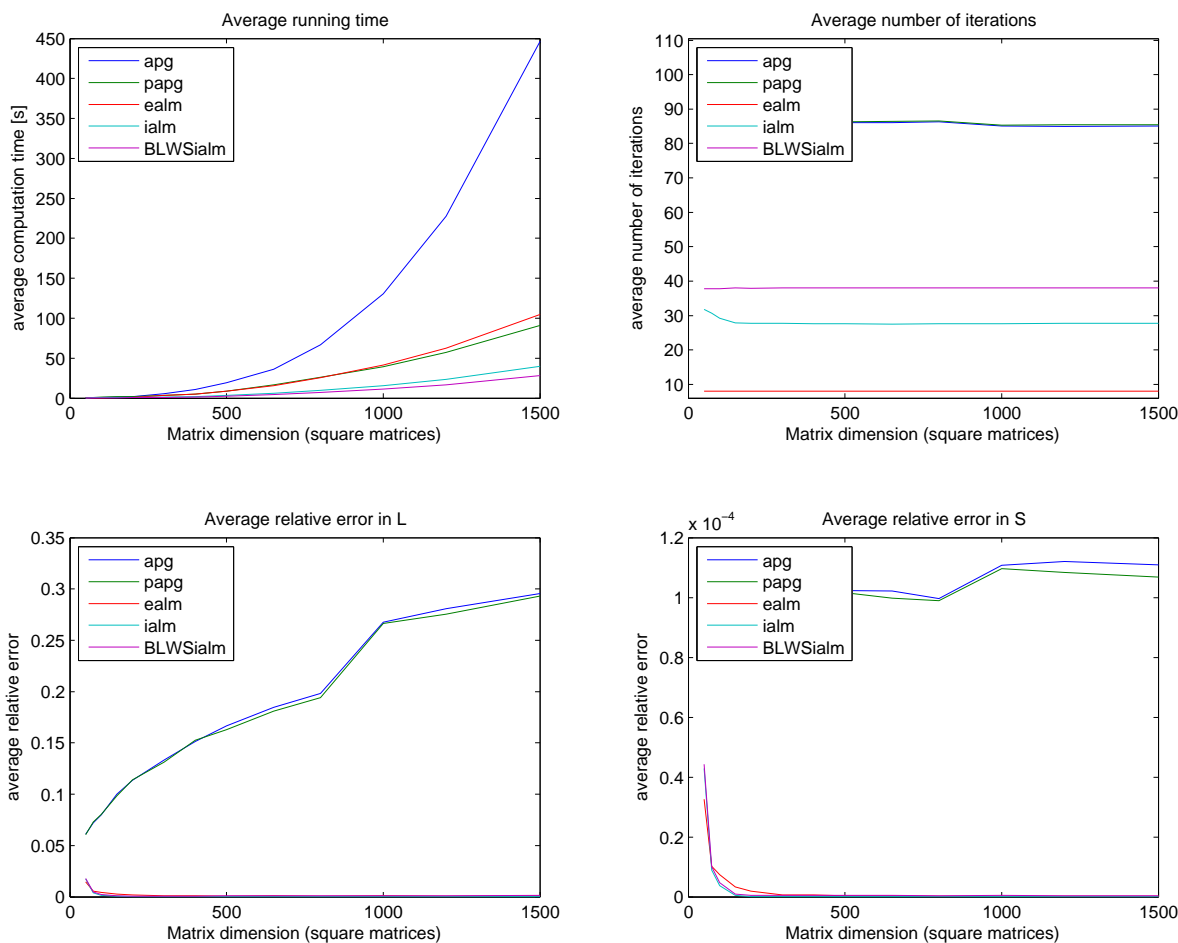 Average running time
450
400
350
300
250
200
150
100
50
0
average computation time [s]
apg
papg
ealm
ialm
BLWSialm
0 500 1000 1500
Matrix dimension (square matrices)
Average number of iterations
110
100
90
80
70
60
50
40
30
20
10
average number of iterations
apg
papg
ealm
ialm
BLWSialm
0 500 1000 1500
Matrix dimension (square matrices)
Average relative error in L
0.35
0.3
0.25
0.2
0.15
0.1
0.05
0
average relative error
apg
papg
ealm
ialm
BLWSialm
0 500 1000 1500
Matrix dimension (square matrices)
Average relative error in S
x 10⁻⁴
1.2
1
0.8
0.6
0.4
0.2
0
average relative error
apg
papg
ealm
ialm
BLWSialm
0 500 1000 1500
Matrix dimension (square matrices)